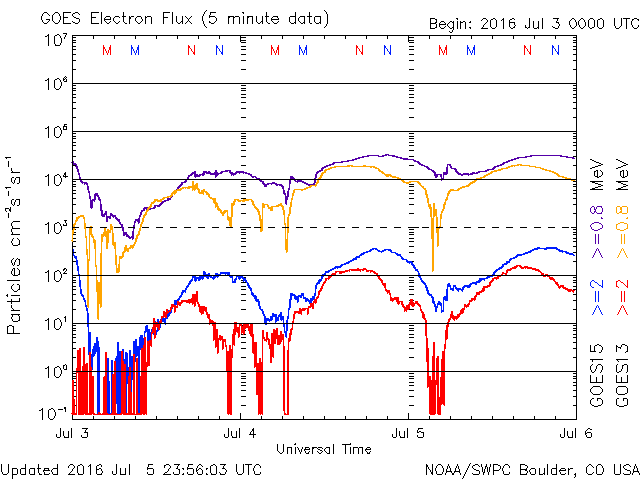 GOES Electron Flux (5 minute data)
Begin: 2016 Jul 3 0000 UTC
10⁷
M M N N M M N N M M N N
10⁶
10⁵
10⁴
10³
10²
10¹
10⁰
10⁻¹
Particles cm⁻²s⁻¹sr⁻¹
Jul 3 Jul 4 Jul 5 Jul 6
Universal Time
GOES15 >=2 >=0.8 MeV
GOES13 >=2 >=0.8 MeV
Updated 2016 Jul 5 23:56:03 UTC
NOAA/SWPC Boulder, CO USA